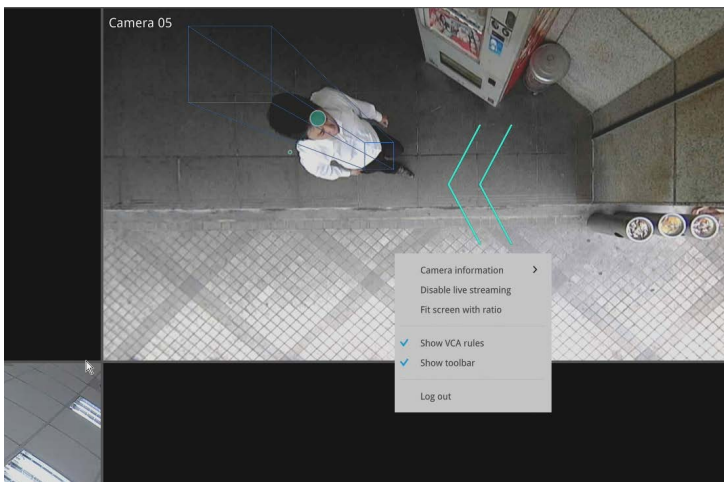 Camera 05
Camera information
Disable live streaming
Fit screen with ratio
Show VCA rules
Show toolbar
Log out